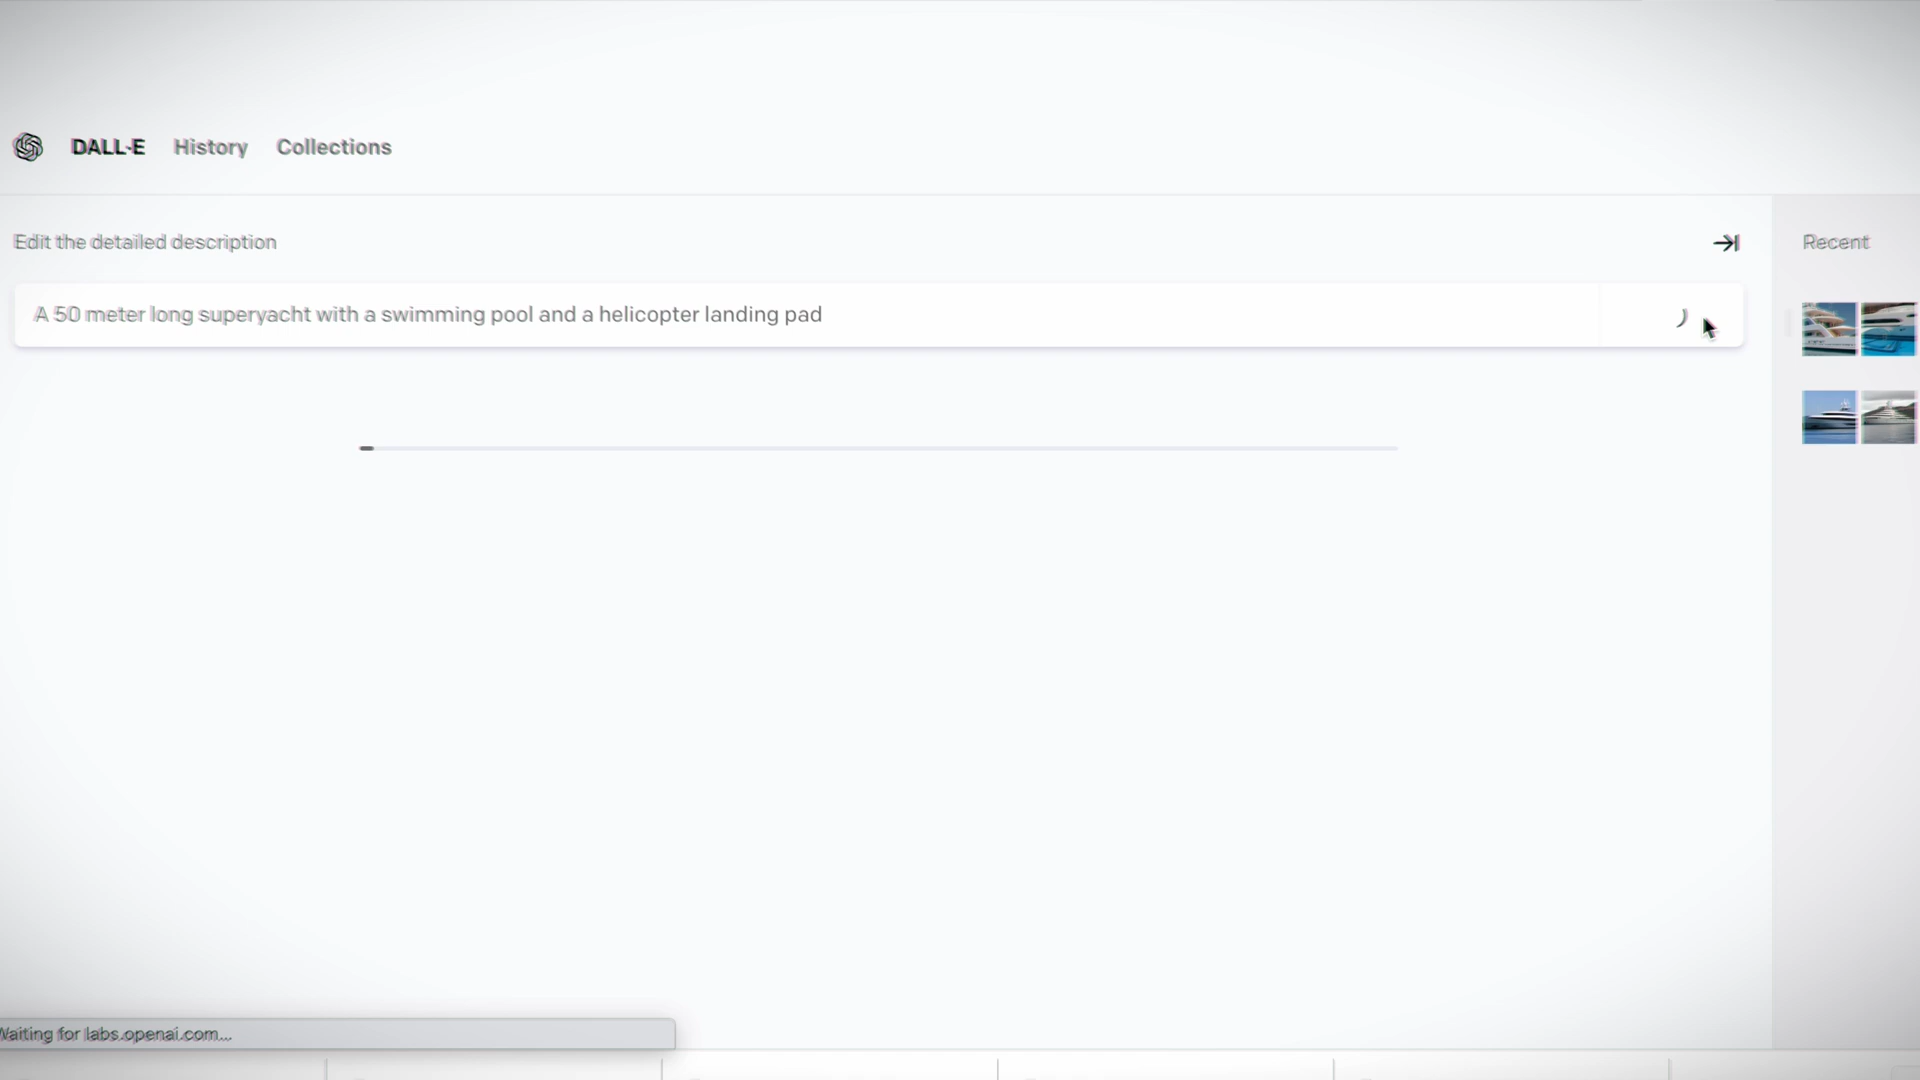 DALL·E History Collections
Edit the detailed description
Recent
A 50 meter long superyacht with a swimming pool and a helicopter landing pad
Waiting for labs.openai.com...